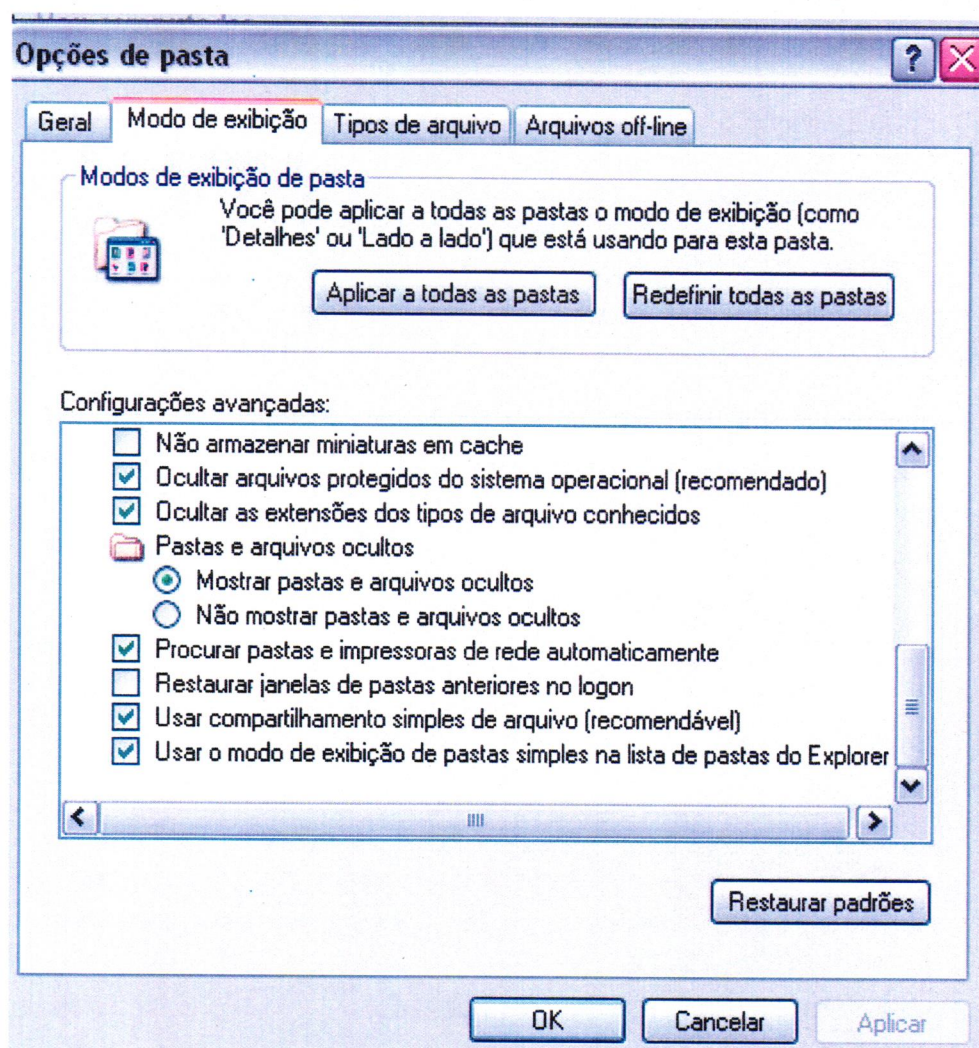 Opções de pasta
Geral
Modo de exibição
Tipos de arquivo
Arquivos off-line
Modos de exibição de pasta
Você pode aplicar a todas as pastas o modo de exibição (como
'Detalhes' ou 'Lado a lado') que está usando para esta pasta.
Aplicar a todas as pastas
Redefinir todas as pastas
Configurações avançadas:
Não armazenar miniaturas em cache
Ocultar arquivos protegidos do sistema operacional (recomendado)
Ocultar as extensões dos tipos de arquivo conhecidos
Pastas e arquivos ocultos
Mostrar pastas e arquivos ocultos
Não mostrar pastas e arquivos ocultos
Procurar pastas e impressoras de rede automaticamente
Restaurar janelas de pastas anteriores no logon
Usar compartilhamento simples de arquivo (recomendável)
Usar o modo de exibição de pastas simples na lista de pastas do Explorer
Restaurar padrões
OK
Cancelar
Aplicar